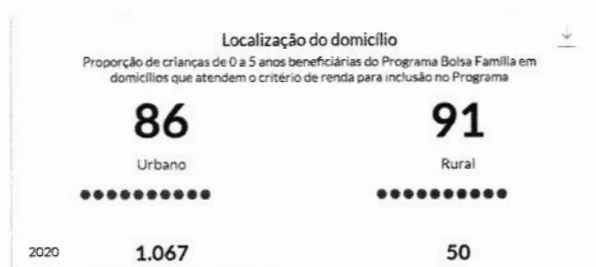 Localização do domicílio
Proporção de crianças de 0 a 5 anos beneficiárias do Programa Bolsa Família em
domicílios que atendem o critério de renda para inclusão no Programa
86 91
Urbano Rural
2020 1.067 50